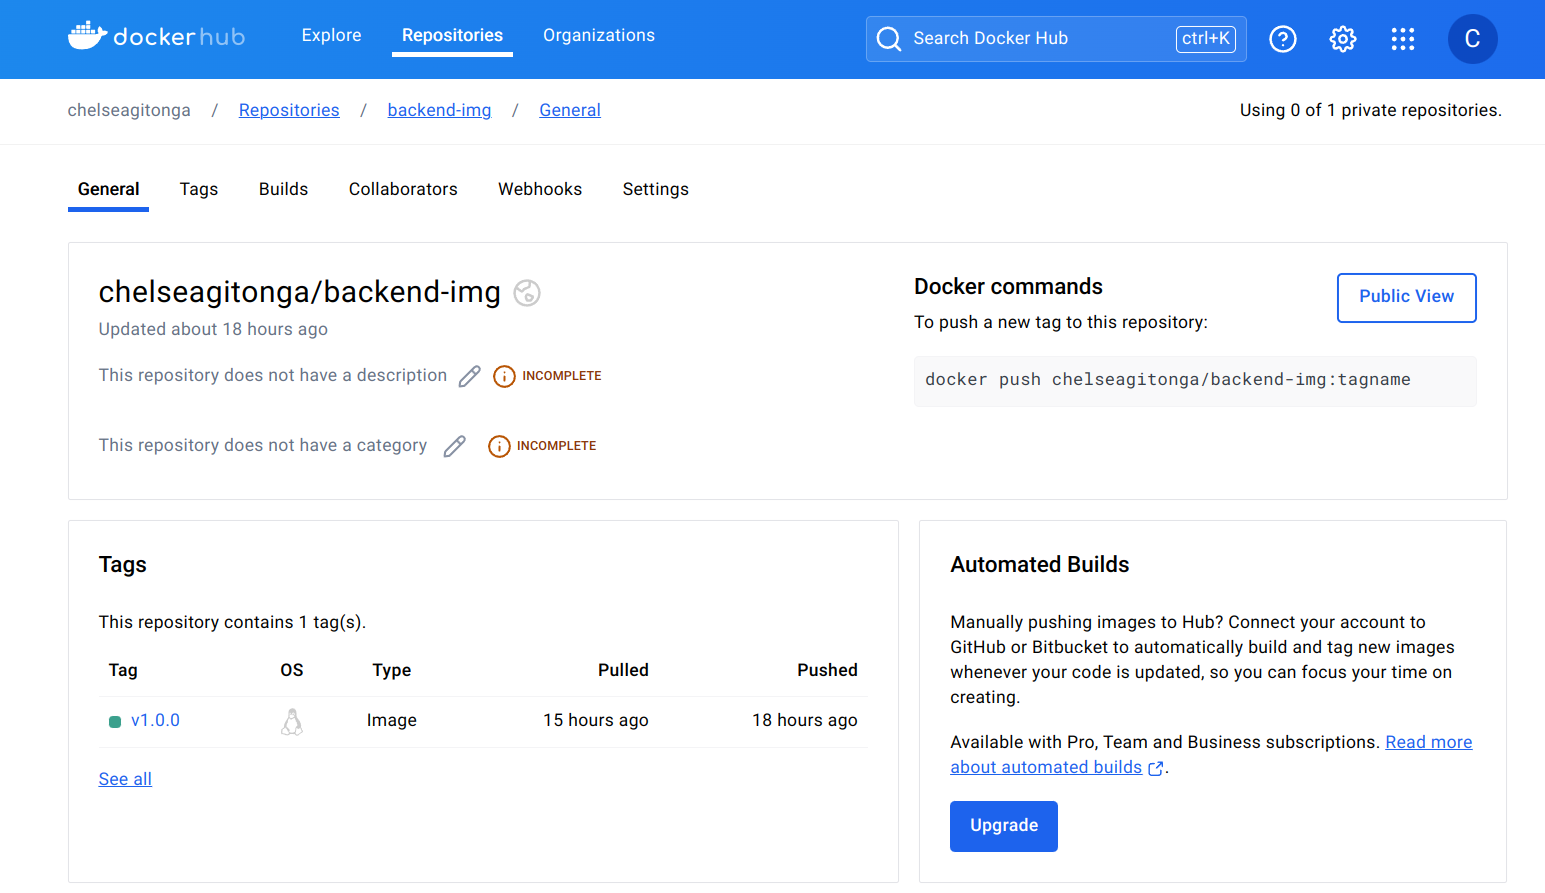 dockerhub
Explore
Repositories
Organizations
Search Docker Hub
ctrl+K
C
chelseagitonga / Repositories / backend-img / General
Using 0 of 1 private repositories.
General
Tags
Builds
Collaborators
Webhooks
Settings
chelseagitonga/backend-img
Updated about 18 hours ago
This repository does not have a description
INCOMPLETE
This repository does not have a category
INCOMPLETE
Docker commands
Public View
To push a new tag to this repository:
docker push chelseagitonga/backend-img:tagname
Tags
This repository contains 1 tag(s).
Tag OS Type Pulled Pushed
v1.0.0 Image 15 hours ago 18 hours ago
See all
Automated Builds
Manually pushing images to Hub? Connect your account to
GitHub or Bitbucket to automatically build and tag new images
whenever your code is updated, so you can focus your time on
creating.
Available with Pro, Team and Business subscriptions. Read more
about automated builds.
Upgrade